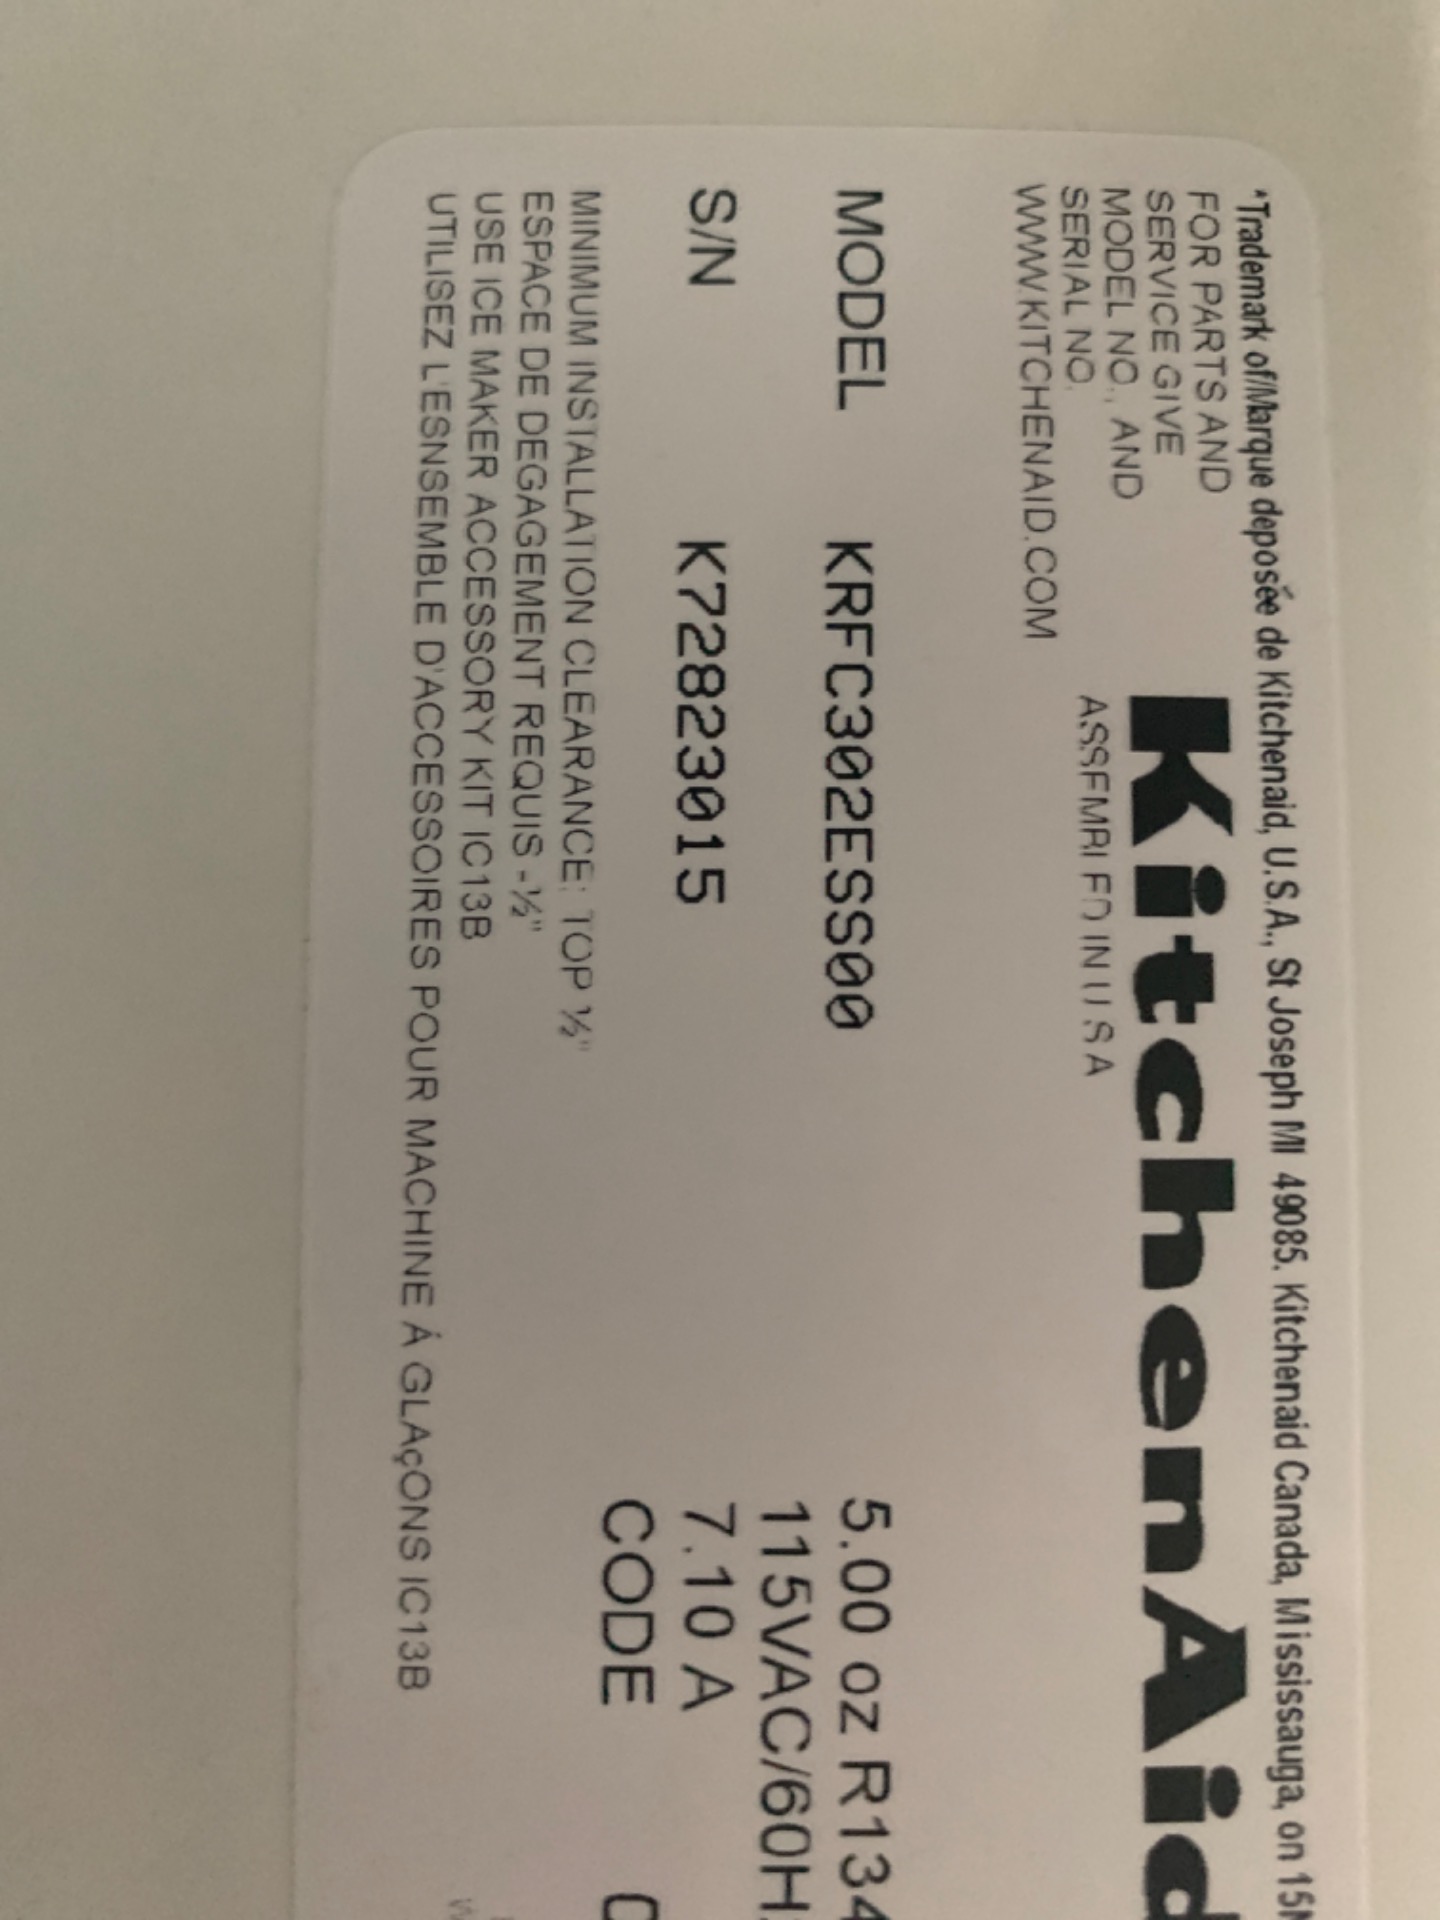 *Trademark of/Marque deposée de Kitchenaid, U.S.A., St Joseph MI 49085. Kitchenaid Canada, Mississauga, on
FOR PARTS AND
SERVICE GIVE
MODEL NO., AND
SERIAL NO.
WWW.KITCHENAID.COM
KitchenAid
ASSEMBLED IN U S A
MODEL KRFC302ESS00
S/N K72823015
5.00 oz R134
115VAC/60H
7.10 A
CODE
MINIMUM INSTALLATION CLEARANCE: TOP ½"
ESPACE DE DEGAGEMENT REQUIS -½"
USE ICE MAKER ACCESSORY KIT IC13B
UTILISEZ L'ESNSEMBLE D'ACCESSOIRES POUR MACHINE Á GLAçONS IC13B